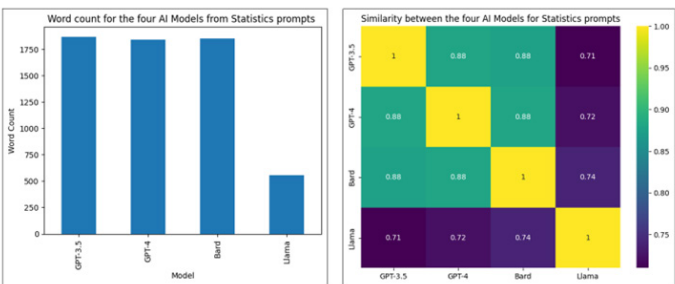 Word count for the four AI Models from Statistics prompts
1750
1500
1250
1000
750
500
250
0
Word Count
GPT-3.5
GPT-4
Bard
Llama
Model
Similarity between the four AI Models for Statistics prompts
GPT-3.5
1
0.88
0.88
0.71
GPT-4
0.88
1
0.88
0.72
Bard
0.88
0.88
1
0.74
Llama
0.71
0.72
0.74
1
GPT-3.5
GPT-4
Bard
Llama
1.00
0.95
0.90
0.85
0.80
0.75